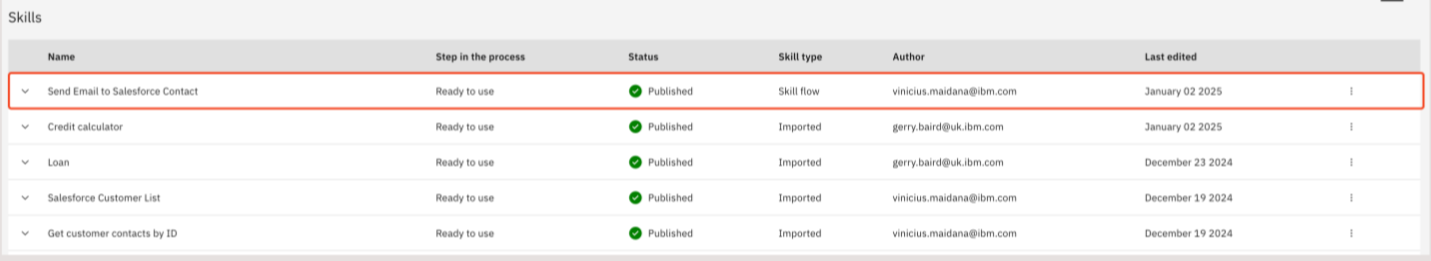 Skills
Name Step in the process Status Skill type Author Last edited
Send Email to Salesforce Contact Ready to use Published Skill flow vinicius.maidana@ibm.com January 02 2025
Credit calculator Ready to use Published Imported gerry.baird@uk.ibm.com January 02 2025
Loan Ready to use Published Imported gerry.baird@uk.ibm.com December 23 2024
Salesforce Customer List Ready to use Published Imported vinicius.maidana@ibm.com December 19 2024
Get customer contacts by ID Ready to use Published Imported vinicius.maidana@ibm.com December 19 2024